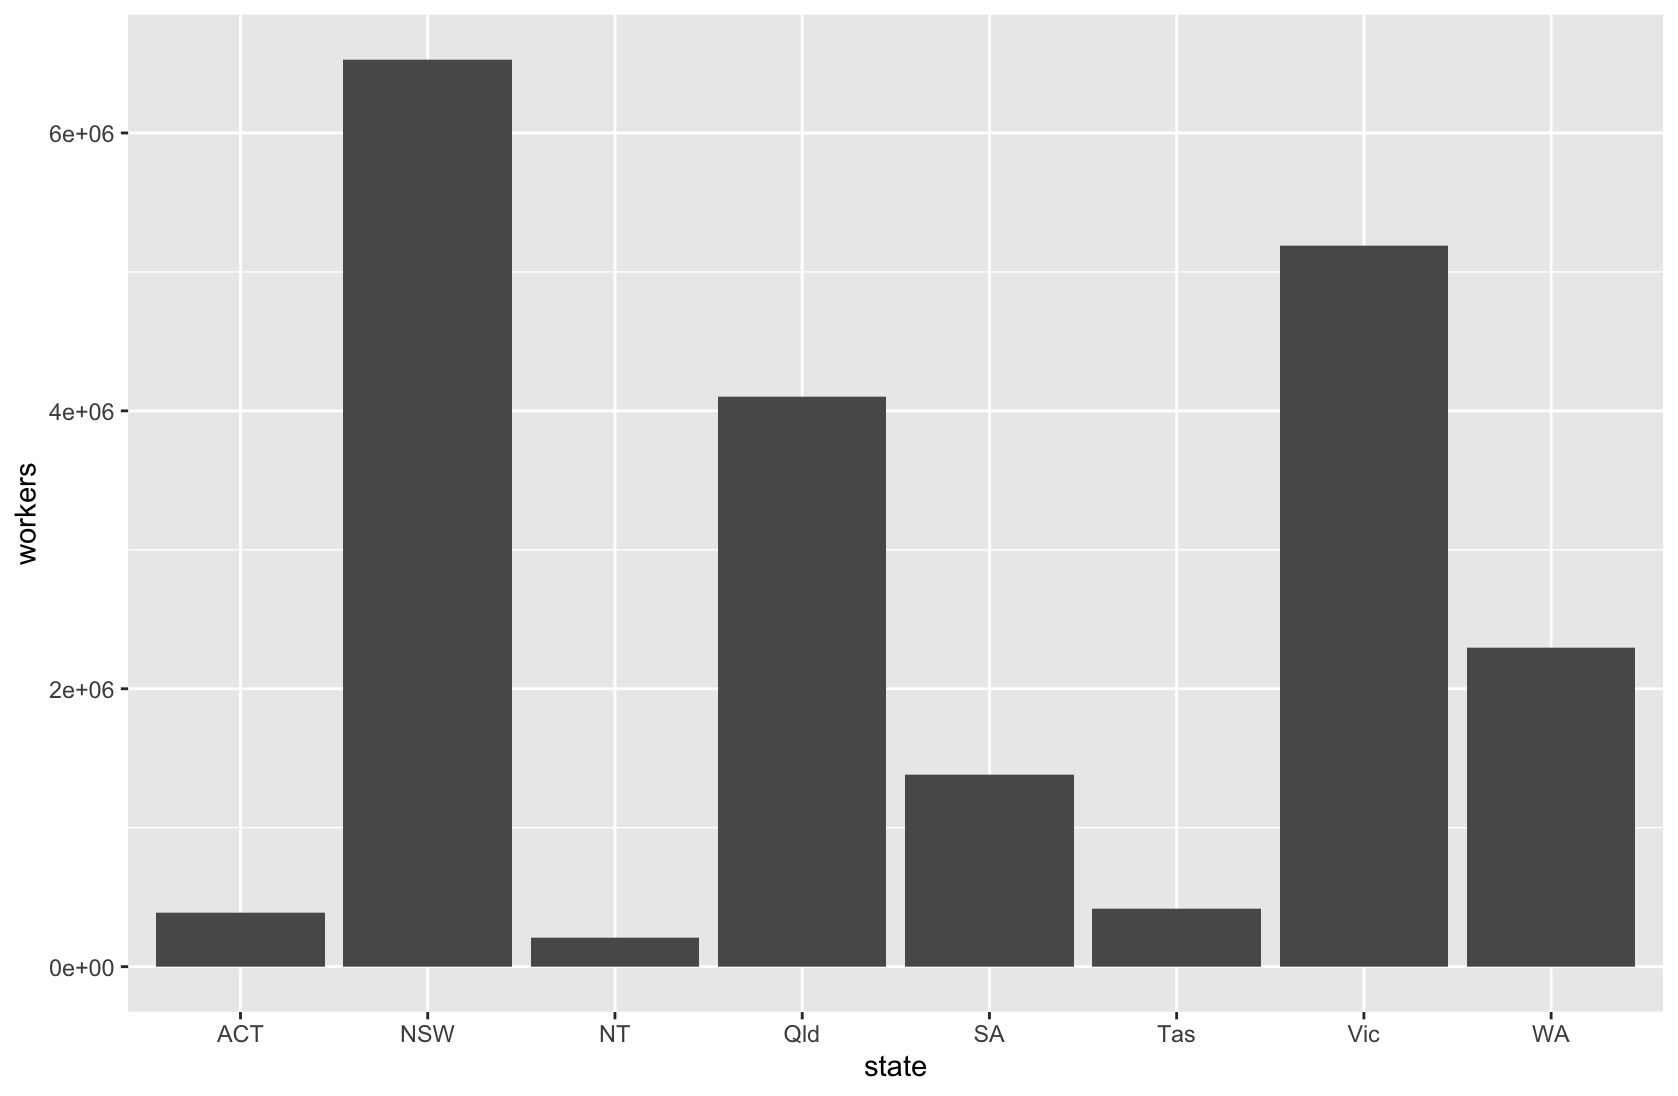 6e+06
4e+06
2e+06
0e+00
workers
ACT NSW NT Qld SA Tas Vic WA
state